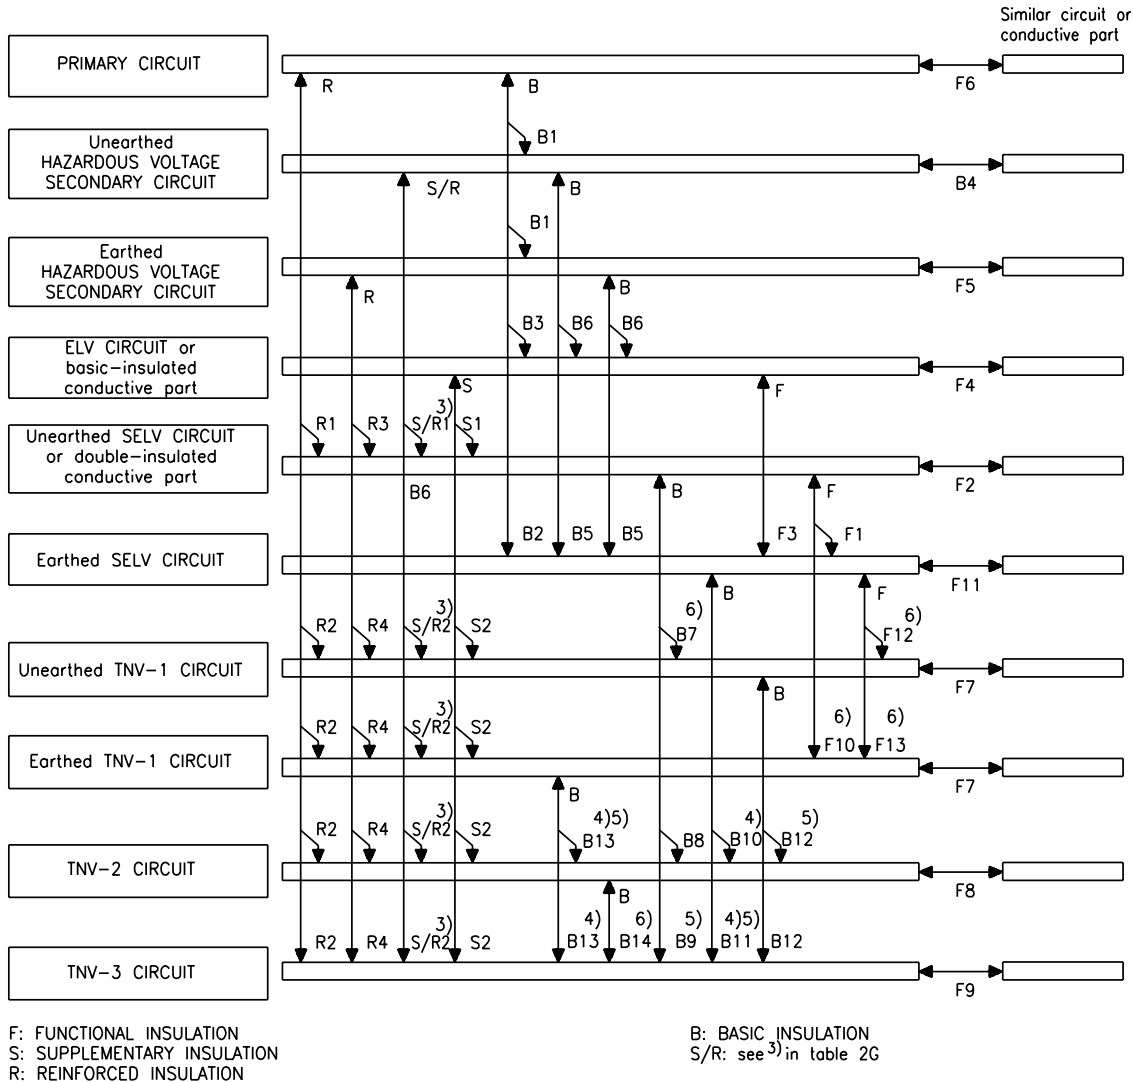 Similar circuit or
conductive part
PRIMARY CIRCUIT
R
B
F6
B1
Unearthed
HAZARDOUS VOLTAGE
SECONDARY CIRCUIT
S/R
B
B4
B1
Earthed
HAZARDOUS VOLTAGE
SECONDARY CIRCUIT
R
B
F5
B3
B6
B6
ELV CIRCUIT or
basic-insulated
conductive part
S
F
F4
3)
R1
R3
S/R1
S1
Unearthed SELV CIRCUIT
or double-insulated
conductive part
B6
B
F
F2
B2
B5
B5
F3
F1
Earthed SELV CIRCUIT
B
F
F11
3)
6)
6)
R2
R4
S/R2
S2
B7
F12
Unearthed TNV-1 CIRCUIT
B
F7
3)
6)
6)
R2
R4
S/R2
S2
F10
F13
Earthed TNV-1 CIRCUIT
B
F7
3)
4)5)
4)
5)
R2
R4
S/R2
S2
B13
B8
B10
B12
TNV-2 CIRCUIT
B
F8
3)
4)
6)
5)
4)5)
R2
R4
S/R2
S2
B13
B14
B9
B11
B12
TNV-3 CIRCUIT
F9
F: FUNCTIONAL INSULATION
S: SUPPLEMENTARY INSULATION
R: REINFORCED INSULATION
B: BASIC INSULATION
S/R: see 3) in table 2G